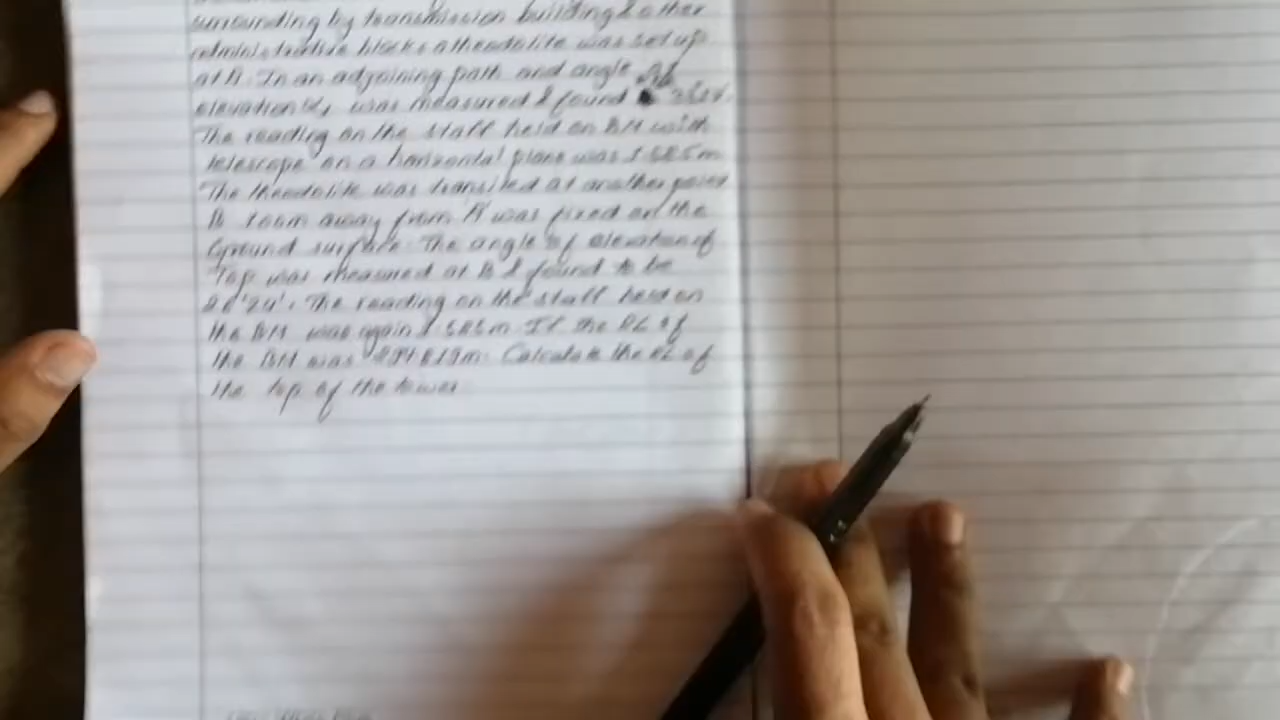 surrounding by transmission building & other
administrative blocks a theodolite was set up
at A. In an adjoining path and angle of
elevation was measured & found
The reading on the staff held on BM with
telescope on a horizontal plane was 1.585m
The theodolite was transited at another point
B 100m away from A was fixed on the
Ground surface. The angle of elevation of
Top was measured at B & found to be
The reading on the staff held on
the BM was again 1.585m. If the RL of
the BM was Calculate the RL of
the top of the tower